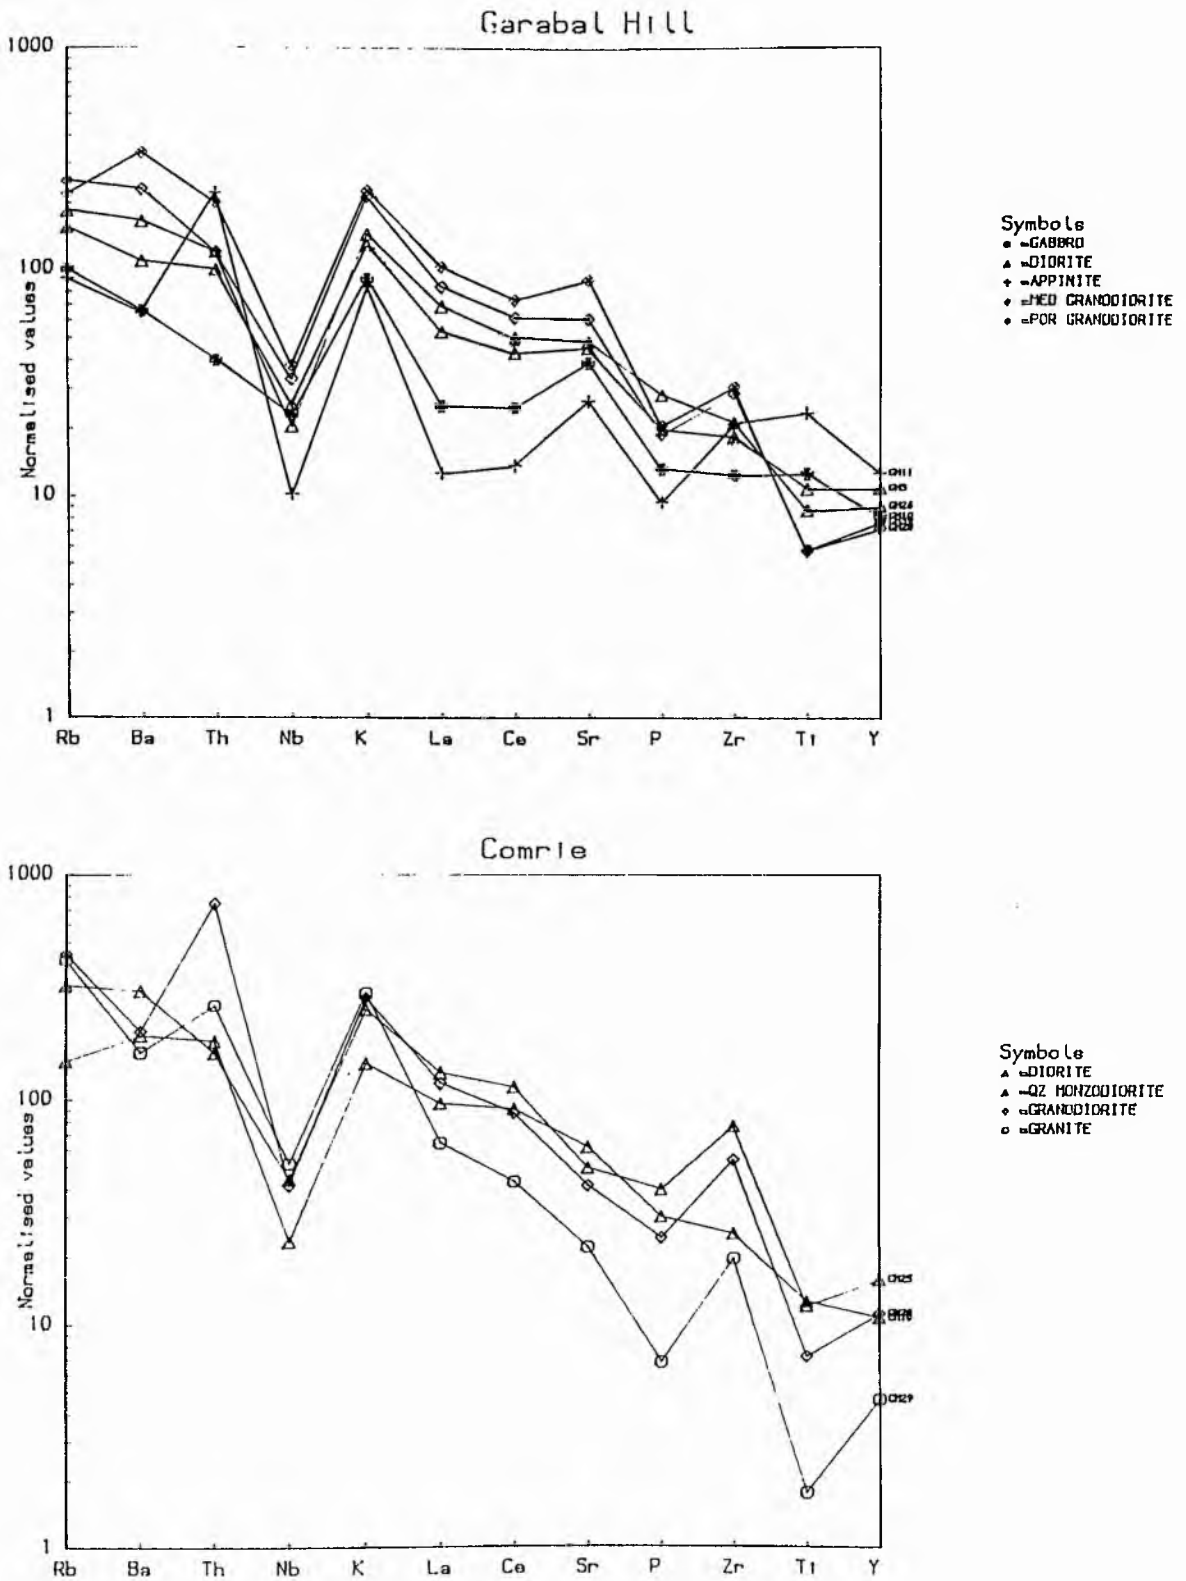 Garabal Hill
1000
100
10
1
Normalised values
Rb Ba Th Nb K La Ce Sr P Zr Ti Y
Symbols
=GABBRO
=DIORITE
=APPINITE
=MED GRANODIORITE
=POR GRANODIORITE
Comrie
1000
100
10
1
Normalised values
Rb Ba Th Nb K La Ce Sr P Zr Ti Y
CM25
CM29
Symbols
=DIORITE
=QZ MONZODIORITE
=GRANODIORITE
=GRANITE